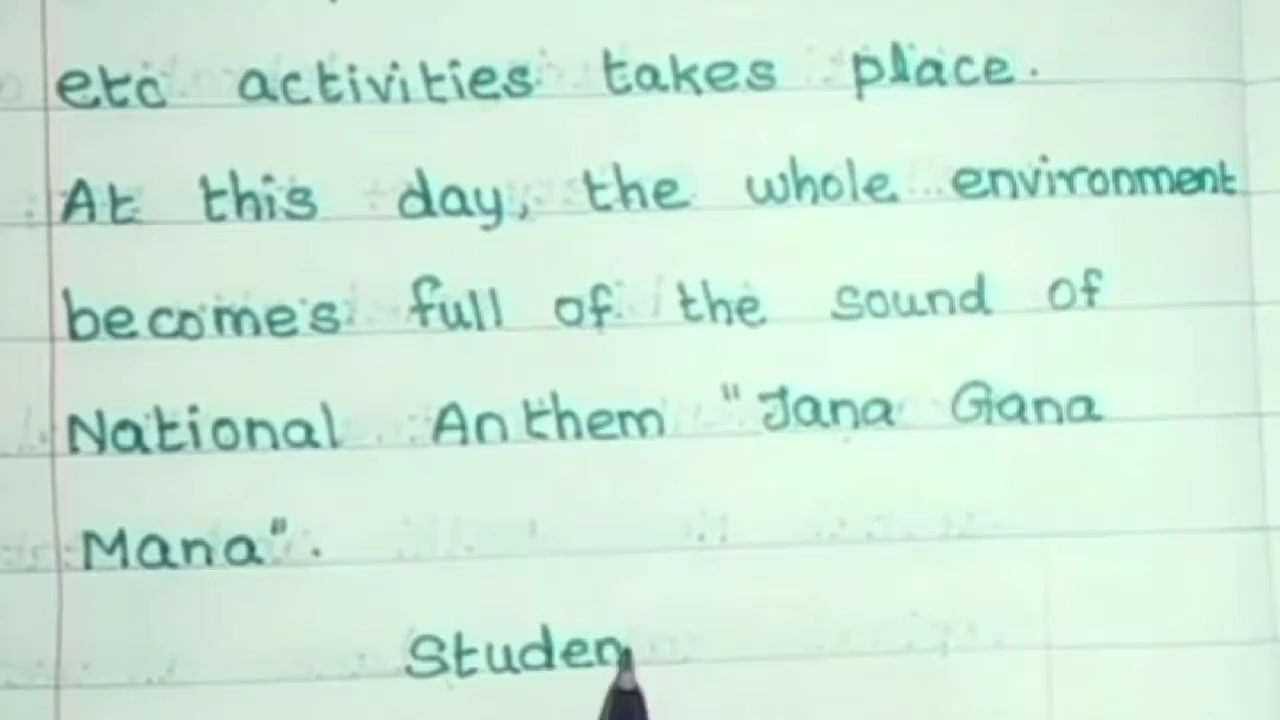 etc activities takes place.
At this day, the whole environment
becomes full of the sound of
National Anthem "Jana Gana
Mana".
Studen